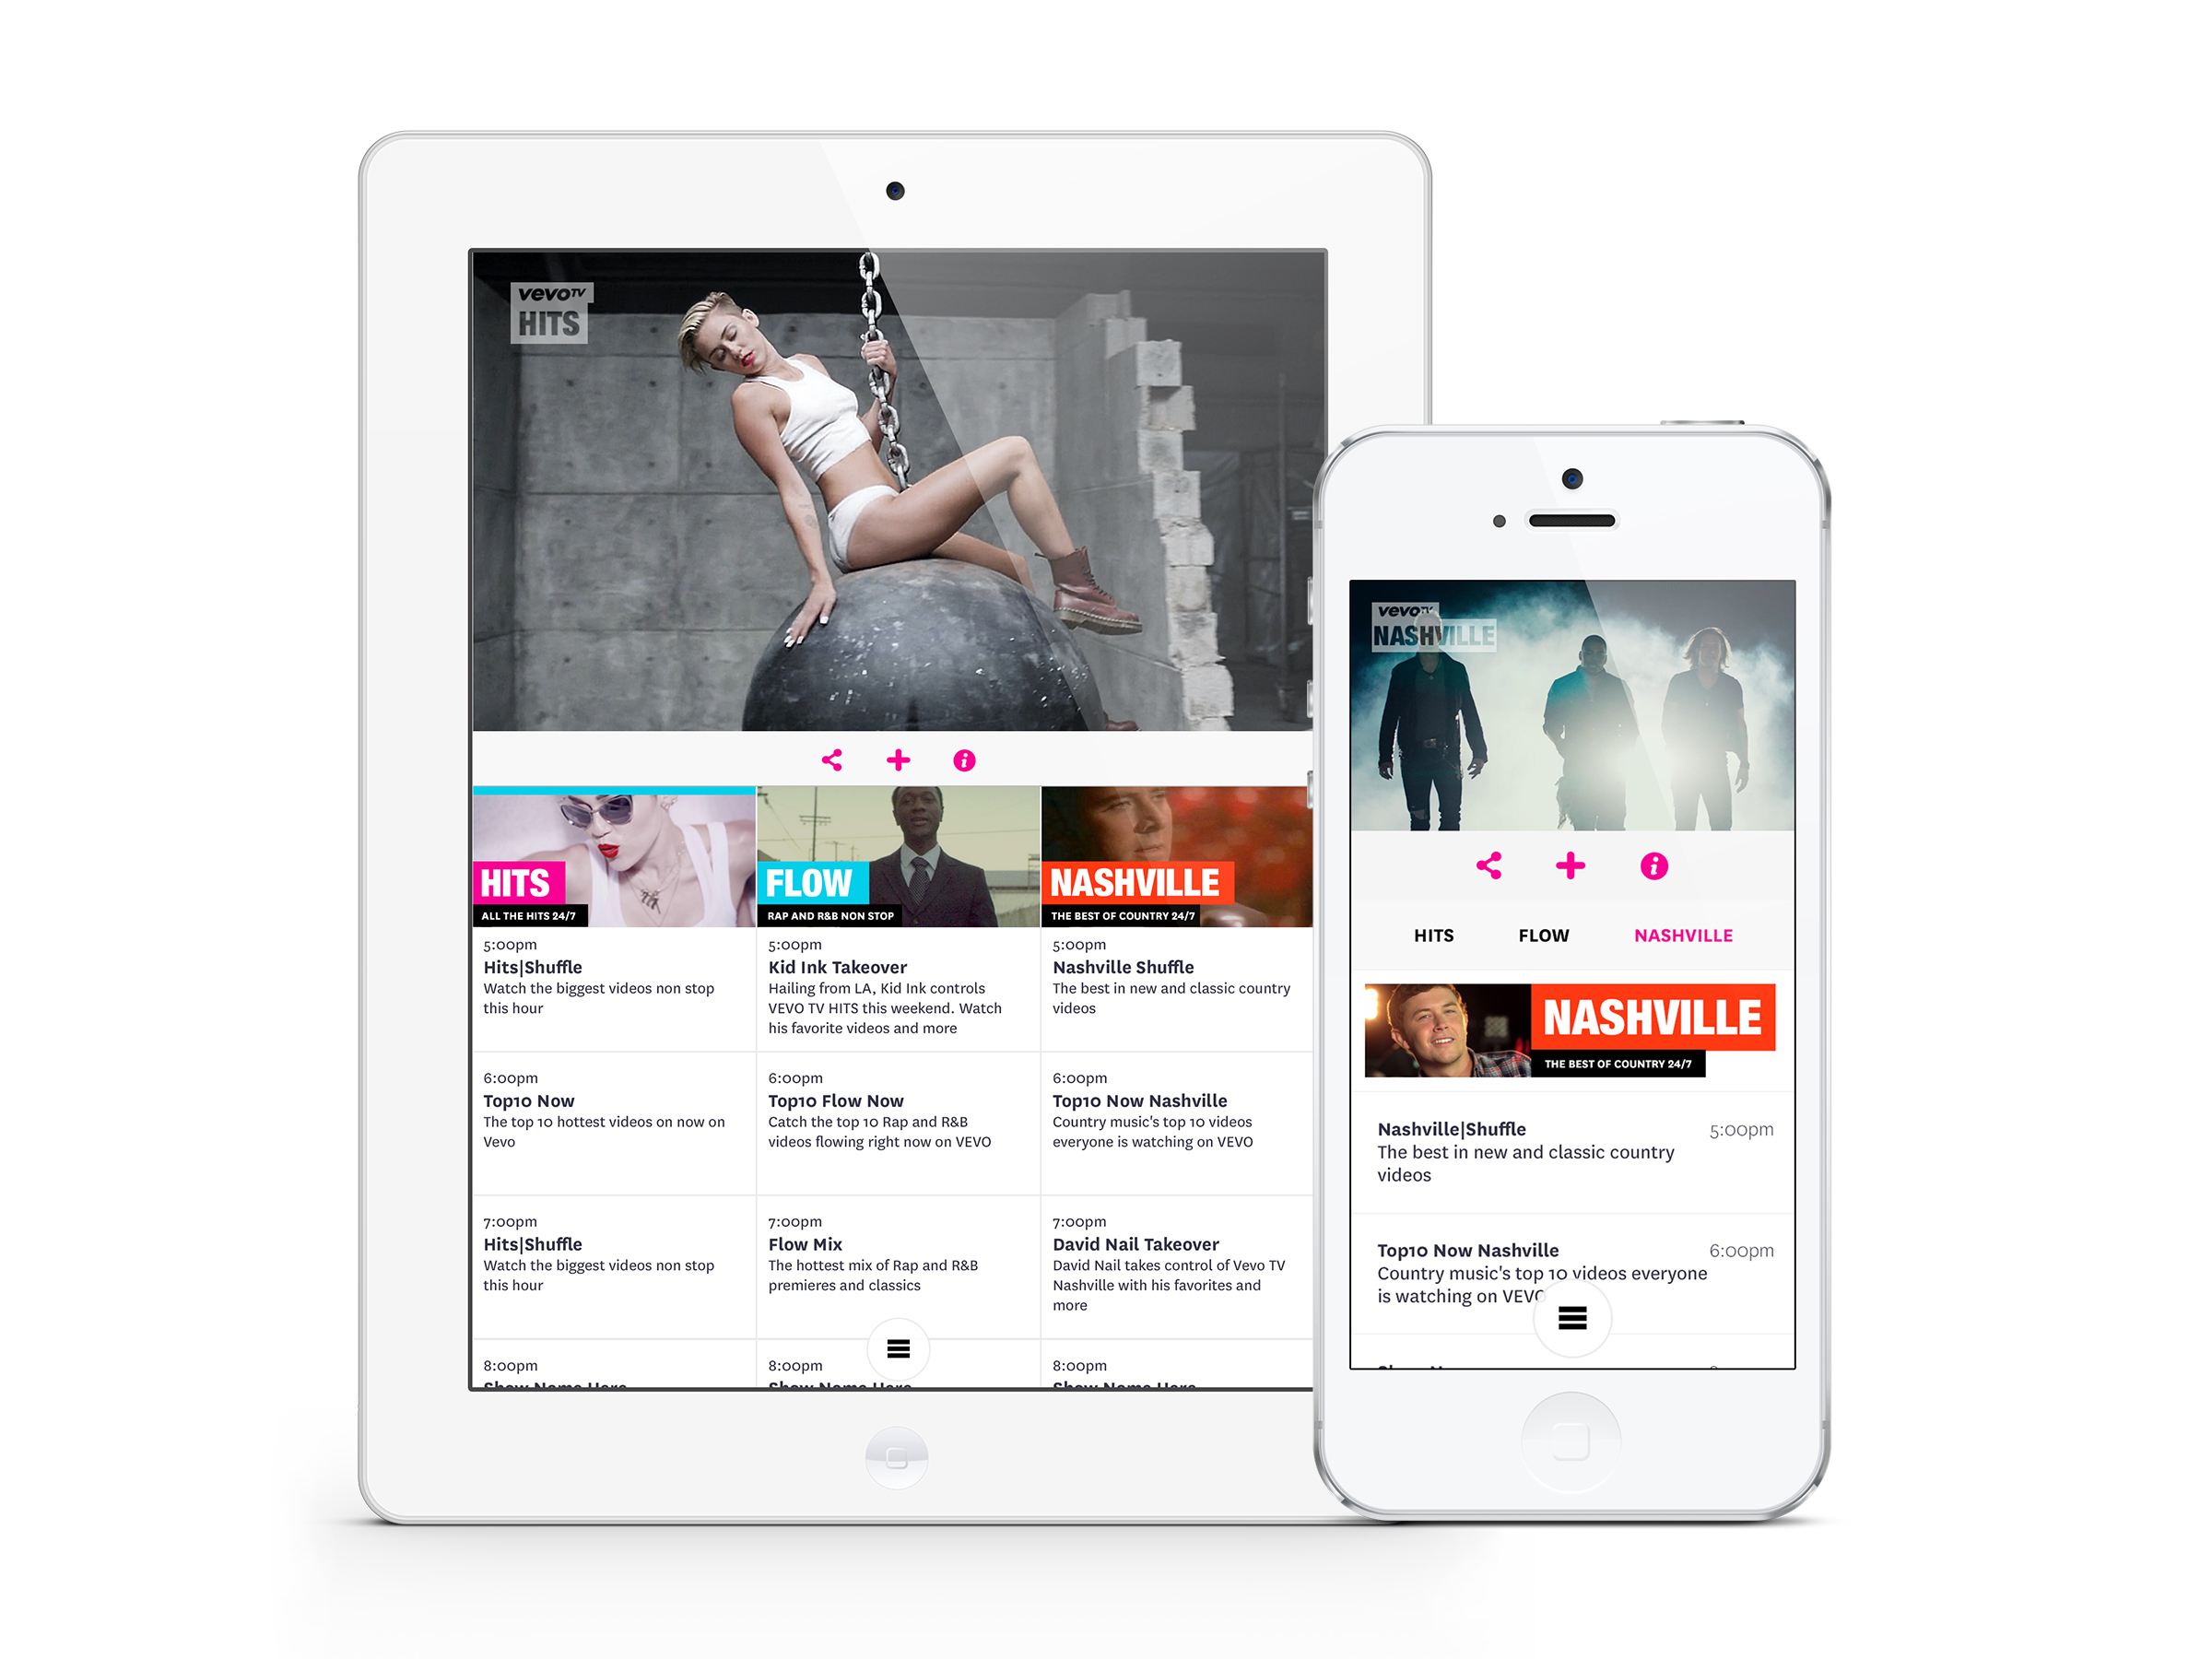 vevoTV
HITS
HITS
ALL THE HITS 24/7
5:00pm
Hits|Shuffle
Watch the biggest videos non stop
this hour
6:00pm
Top10 Now
The top 10 hottest videos on now on
Vevo
7:00pm
Hits|Shuffle
Watch the biggest videos non stop
this hour
8:00pm
Show Name Here
FLOW
RAP AND R&B NON STOP
5:00pm
Kid Ink Takeover
Hailing from LA, Kid Ink controls
VEVO TV HITS this weekend. Watch
his favorite videos and more
6:00pm
Top10 Flow Now
Catch the top 10 Rap and R&B
videos flowing right now on VEVO
7:00pm
Flow Mix
The hottest mix of Rap and R&B
premieres and classics
8:00pm
Show Name Here
NASHVILLE
THE BEST OF COUNTRY 24/7
5:00pm
Nashville Shuffle
The best in new and classic country
videos
6:00pm
Top10 Now Nashville
Country music's top 10 videos
everyone is watching on VEVO
7:00pm
David Nail Takeover
David Nail takes control of Vevo TV
Nashville with his favorites and
more
8:00pm
Show Name Here
vevoTV
NASHVILLE
HITS FLOW NASHVILLE
NASHVILLE
THE BEST OF COUNTRY 24/7
Nashville|Shuffle 5:00pm
The best in new and classic country
videos
Top10 Now Nashville 6:00pm
Country music's top 10 videos everyone
is watching on VEVO